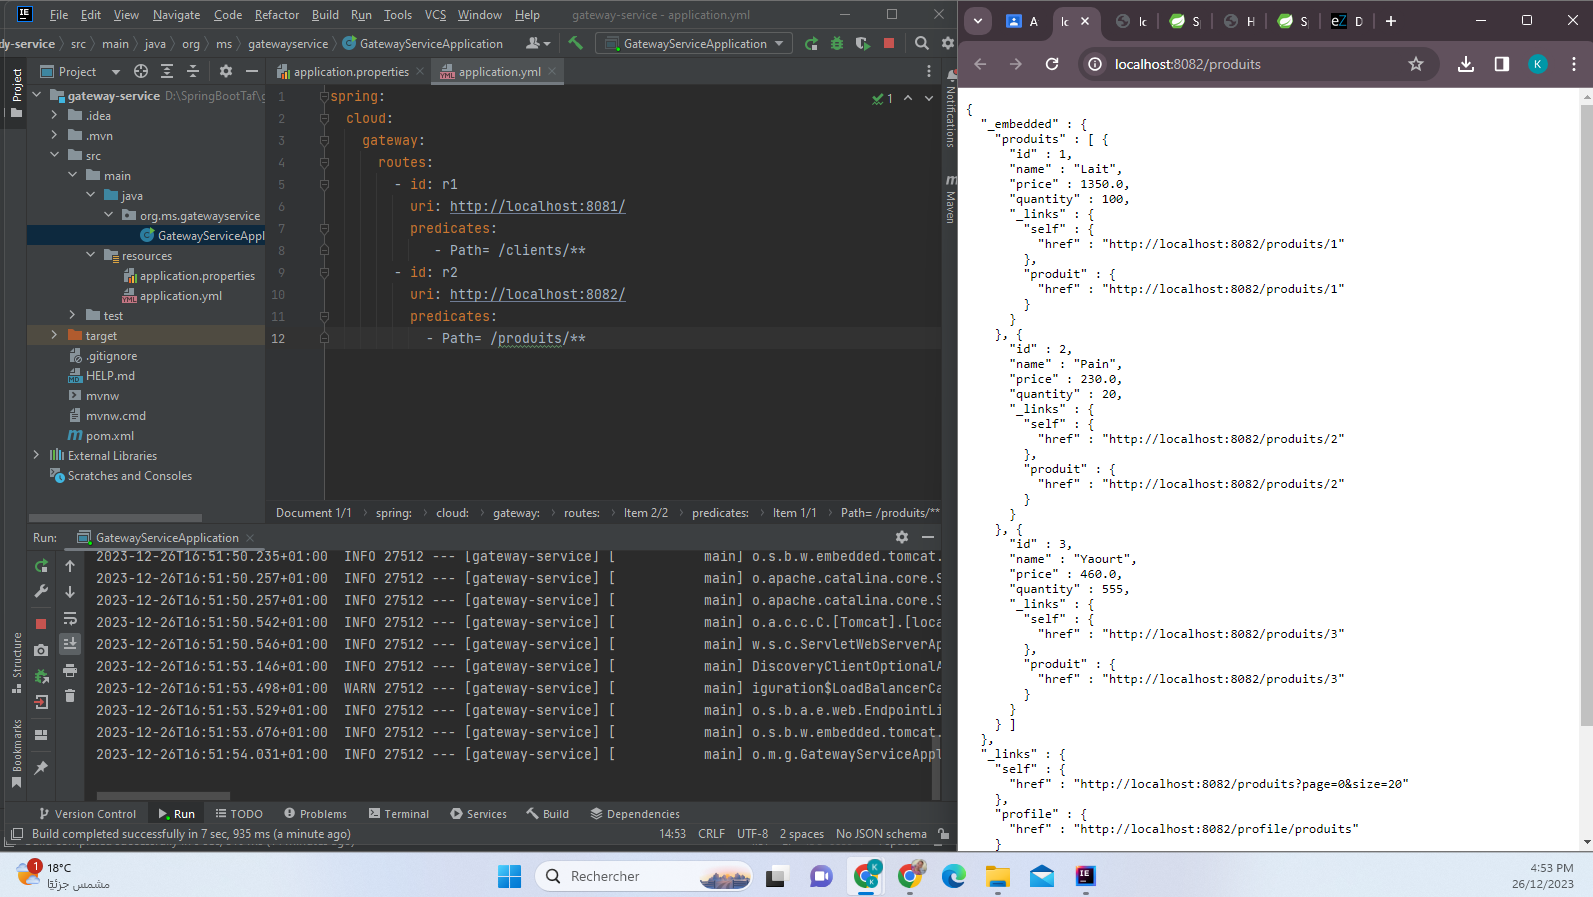 File Edit View Navigate Code Refactor Build Run Tools VCS Window Help gateway-service - application.yml
dy-service src main java org ms gatewayservice GatewayServiceApplication GatewayServiceApplication
Project application.properties application.yml
Project
gateway-service D:\SpringBootTaf\g
.idea
.mvn
src
main
java
org.ms.gatewayservice
GatewayServiceAppl
resources
application.properties
application.yml
test
target
.gitignore
HELP.md
mvnw
mvnw.cmd
pom.xml
External Libraries
Scratches and Consoles
1 spring:
2 cloud:
3 gateway:
4 routes:
5 - id: r1
6 uri: http://localhost:8081/
7 predicates:
8 - Path= /clients/**
9 - id: r2
10 uri: http://localhost:8082/
11 predicates:
12 - Path= /produits/**
1
Notifications
Maven
Document 1/1 spring: cloud: gateway: routes: Item 2/2 predicates: Item 1/1 Path= /produits/**
Run: GatewayServiceApplication
2023-12-26T16:51:50.235+01:00 INFO 27512 --- [gateway-service] [ main] o.s.b.w.embedded.tomcat.
2023-12-26T16:51:50.257+01:00 INFO 27512 --- [gateway-service] [ main] o.apache.catalina.core.S
2023-12-26T16:51:50.257+01:00 INFO 27512 --- [gateway-service] [ main] o.apache.catalina.core.S
2023-12-26T16:51:50.542+01:00 INFO 27512 --- [gateway-service] [ main] o.a.c.c.C.[Tomcat].[loca
2023-12-26T16:51:50.546+01:00 INFO 27512 --- [gateway-service] [ main] w.s.c.ServletWebServerAp
2023-12-26T16:51:53.146+01:00 INFO 27512 --- [gateway-service] [ main] DiscoveryClientOptionalA
2023-12-26T16:51:53.498+01:00 WARN 27512 --- [gateway-service] [ main] iguration$LoadBalancerCa
2023-12-26T16:51:53.529+01:00 INFO 27512 --- [gateway-service] [ main] o.s.b.a.e.web.EndpointLi
2023-12-26T16:51:53.676+01:00 INFO 27512 --- [gateway-service] [ main] o.s.b.w.embedded.tomcat.
2023-12-26T16:51:54.031+01:00 INFO 27512 --- [gateway-service] [ main] o.m.g.GatewayServiceAppl
Structure
Bookmarks
Version Control Run TODO Problems Terminal Services Build Dependencies
Build completed successfully in 7 sec, 935 ms (a minute ago) 14:53 CRLF UTF-8 2 spaces No JSON schema
localhost:8082/produits K
{
"_embedded" : {
"produits" : [ {
"id" : 1,
"name" : "Lait",
"price" : 1350.0,
"quantity" : 100,
"_links" : {
"self" : {
"href" : "http://localhost:8082/produits/1"
},
"produit" : {
"href" : "http://localhost:8082/produits/1"
}
}
}, {
"id" : 2,
"name" : "Pain",
"price" : 230.0,
"quantity" : 20,
"_links" : {
"self" : {
"href" : "http://localhost:8082/produits/2"
},
"produit" : {
"href" : "http://localhost:8082/produits/2"
}
}
}, {
"id" : 3,
"name" : "Yaourt",
"price" : 460.0,
"quantity" : 555,
"_links" : {
"self" : {
"href" : "http://localhost:8082/produits/3"
},
"produit" : {
"href" : "http://localhost:8082/produits/3"
}
}
} ]
},
"_links" : {
"self" : {
"href" : "http://localhost:8082/produits?page=0&size=20"
},
"profile" : {
"href" : "http://localhost:8082/profile/produits"
}
1
18°C
مشمس جزئيًا
Rechercher
4:53 PM
26/12/2023